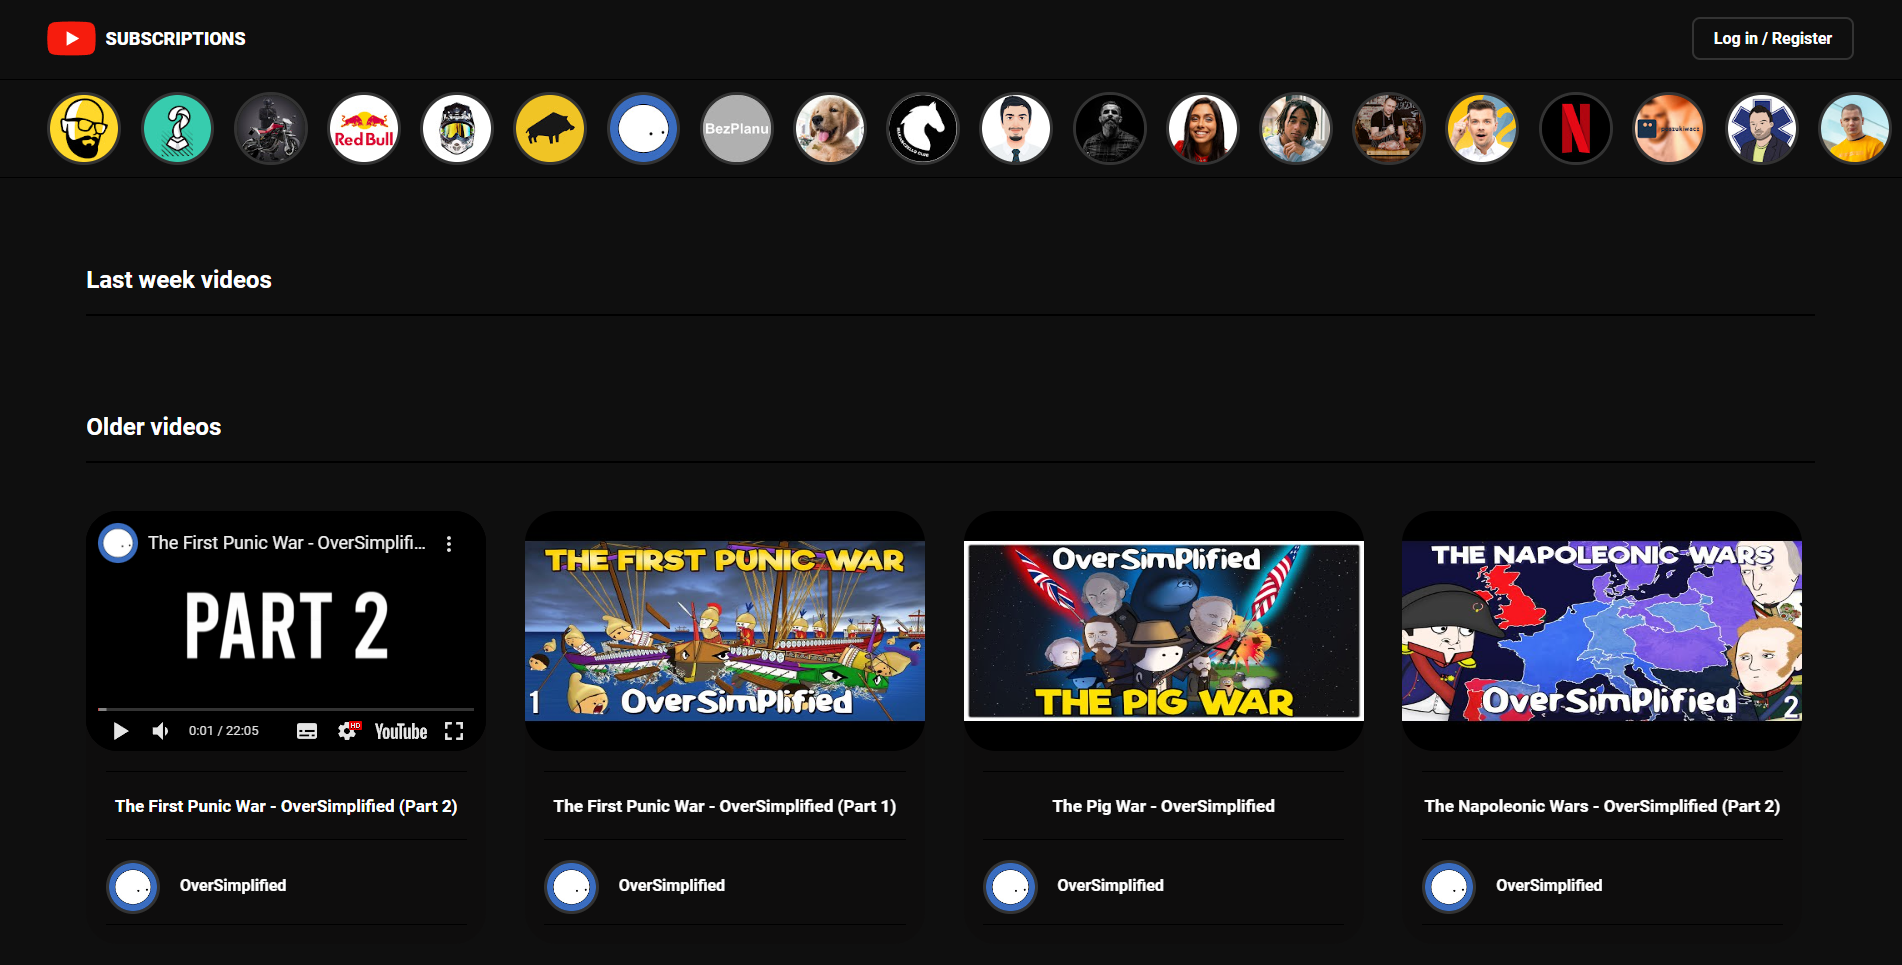 SUBSCRIPTIONS
Log in / Register
Red Bull
BezPlanu
N
Last week videos
Older videos
The First Punic War - OverSimplifi...
PART 2
0:01 / 22:05
HD
YouTube
THE FIRST PUNIC WAR
1
OverSimplified
OverSimplified
THE PIG WAR
THE NAPOLEONIC WARS
OverSimplified
2
The First Punic War - OverSimplified (Part 2)
The First Punic War - OverSimplified (Part 1)
The Pig War - OverSimplified
The Napoleonic Wars - OverSimplified (Part 2)
OverSimplified
OverSimplified
OverSimplified
OverSimplified